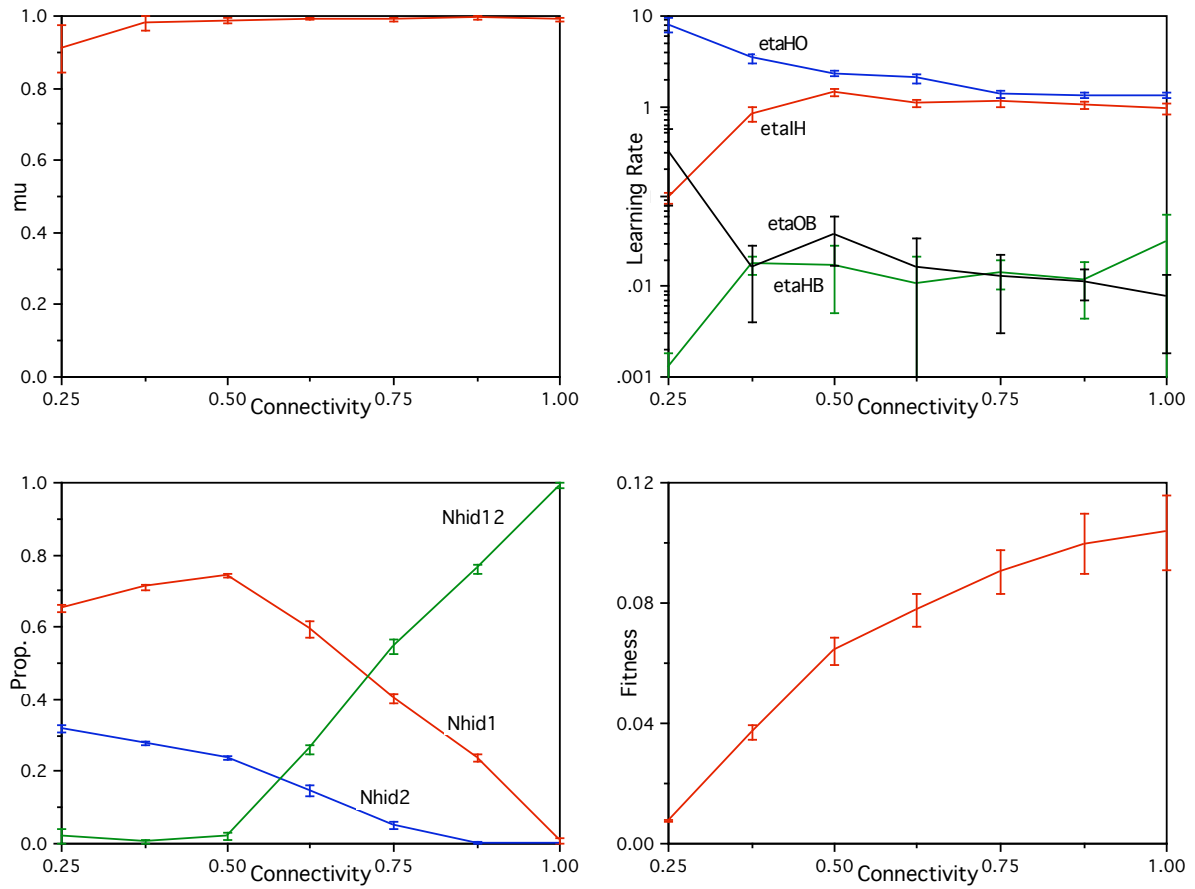 1.0
0.8
0.6
0.4
0.2
0.0
mu
0.25
0.50
0.75
1.00
Connectivity
10
1
.01
.001
Learning Rate
etaHO
etaIH
etaOB
etaHB
0.25
0.50
0.75
1.00
Connectivity
1.0
0.8
0.6
0.4
0.2
0.0
Prop.
Nhid12
Nhid1
Nhid2
0.25
0.50
0.75
1.00
Connectivity
0.12
0.08
0.04
0.00
Fitness
0.25
0.50
0.75
1.00
Connectivity